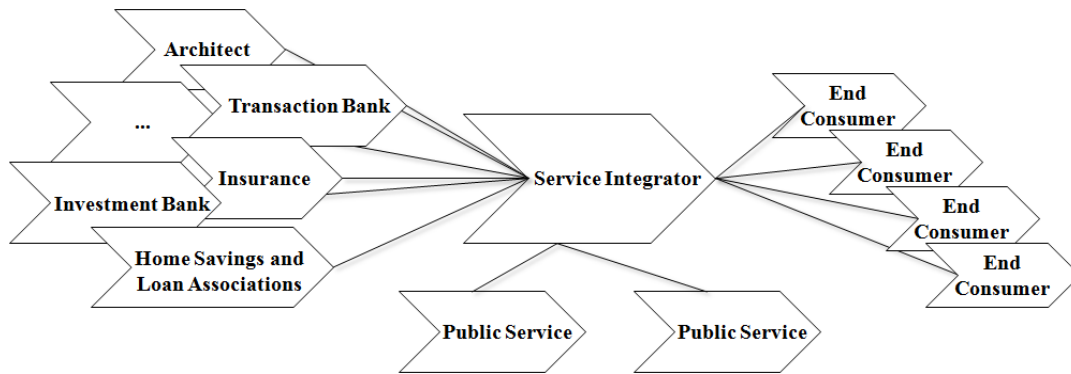 Architect
Transaction Bank
...
Insurance
Investment Bank
Home Savings and
Loan Associations
Service Integrator
Public Service
Public Service
End
Consumer
End
Consumer
End
Consumer
End
Consumer